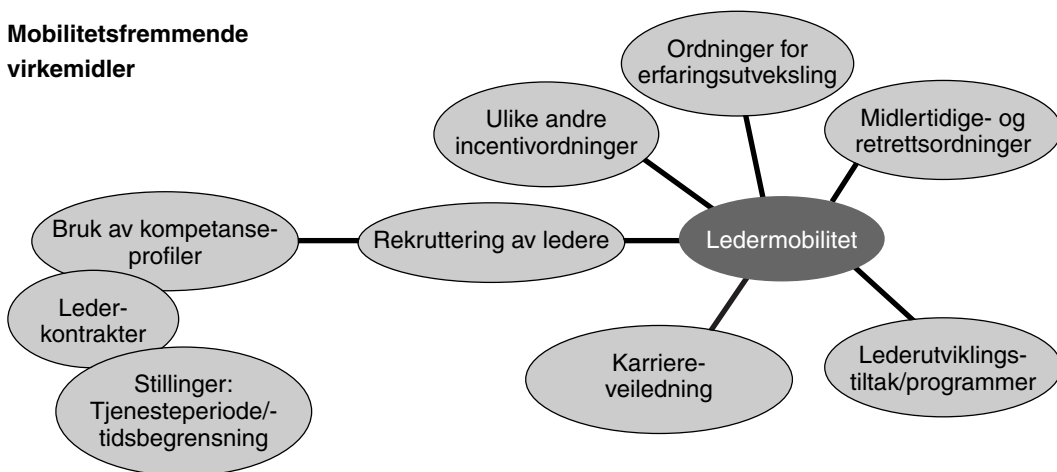 Mobilitetsfremmende
virkemidler
Ordninger for
erfaringsutveksling
Ulike andre
incentivordninger
Midlertidige- og
retrettsordninger
Bruk av kompetanse-
profiler
Rekruttering av ledere
Ledermobilitet
Leder-
kontrakter
Karriere-
veiledning
Lederutviklings-
tiltak/programmer
Stillinger:
Tjenesteperiode/-
tidsbegrensning